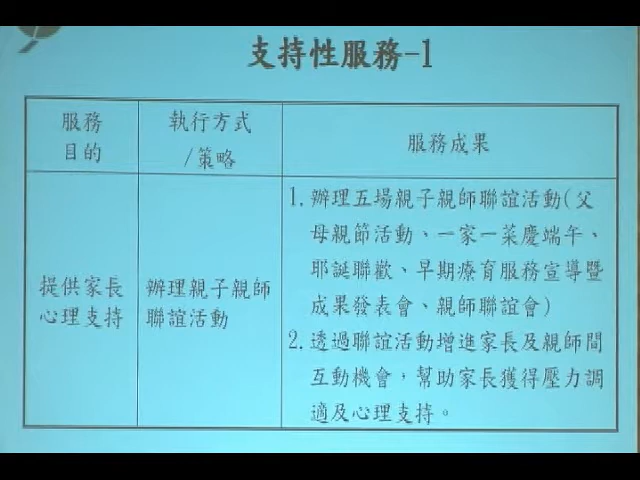 支持性服務-1
服務
目的
執行方式
/策略
服務成果
提供家長
心理支持
辦理親子親師
聯誼活動
1. 辦理五場親子親師聯誼活動(父
母親節活動、一家一菜慶端午、
耶誕聯歡、早期療育服務宣導暨
成果發表會、親師聯誼會)
2. 透過聯誼活動增進家長及親師間
互動機會，幫助家長獲得壓力調
適及心理支持。